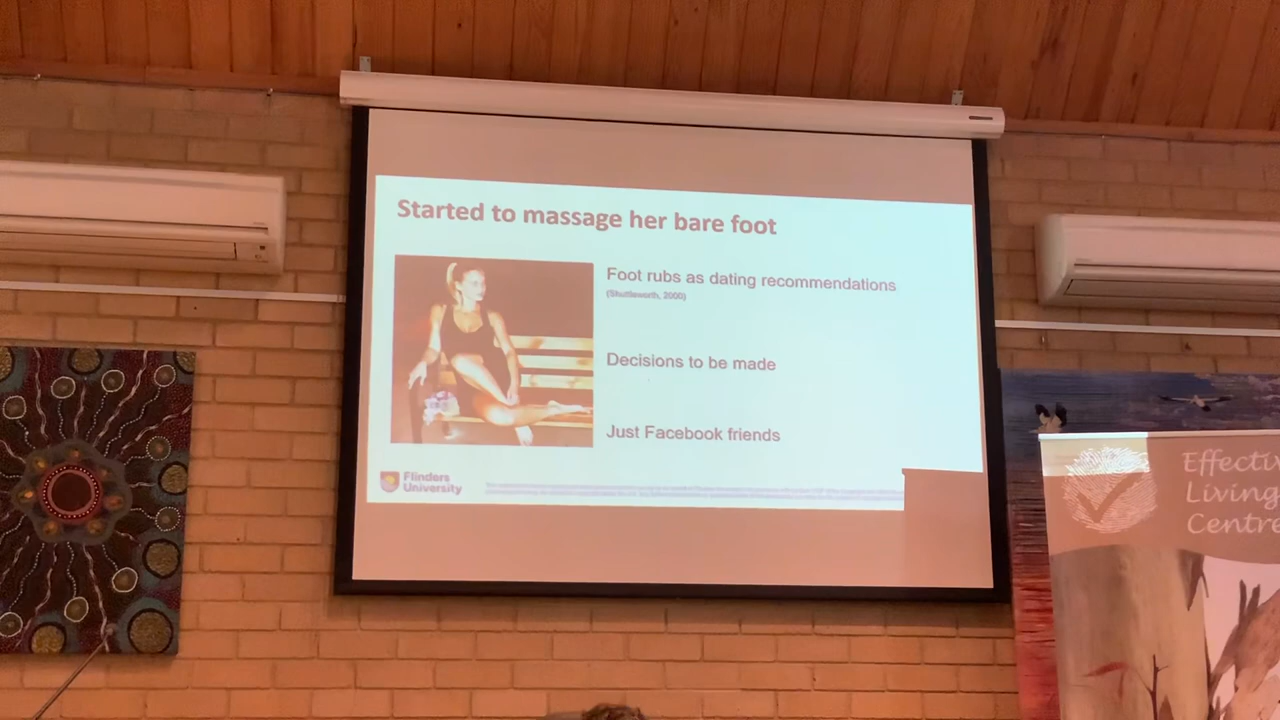 Started to massage her bare foot
Foot rubs as dating recommendations
(Shuttleworth, 2000)
Decisions to be made
Just Facebook friends
Flinders
University
Effectiv
Living
Centre